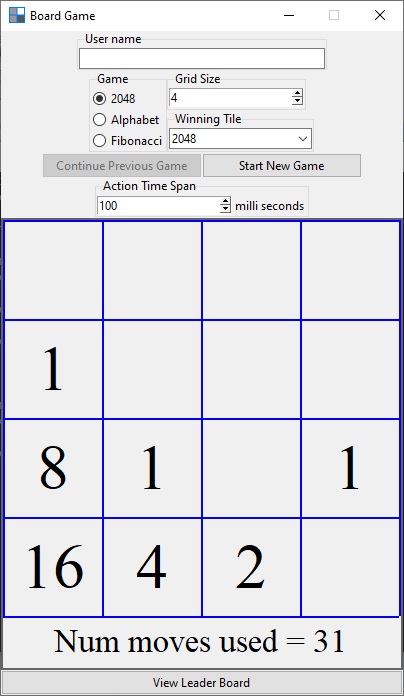 Board Game
User name
Game
Grid Size
2048
4
Alphabet
Winning Tile
Fibonacci
2048
Continue Previous Game
Start New Game
Action Time Span
100 milli seconds
1
8 1 1
16 4 2
Num moves used = 31
View Leader Board